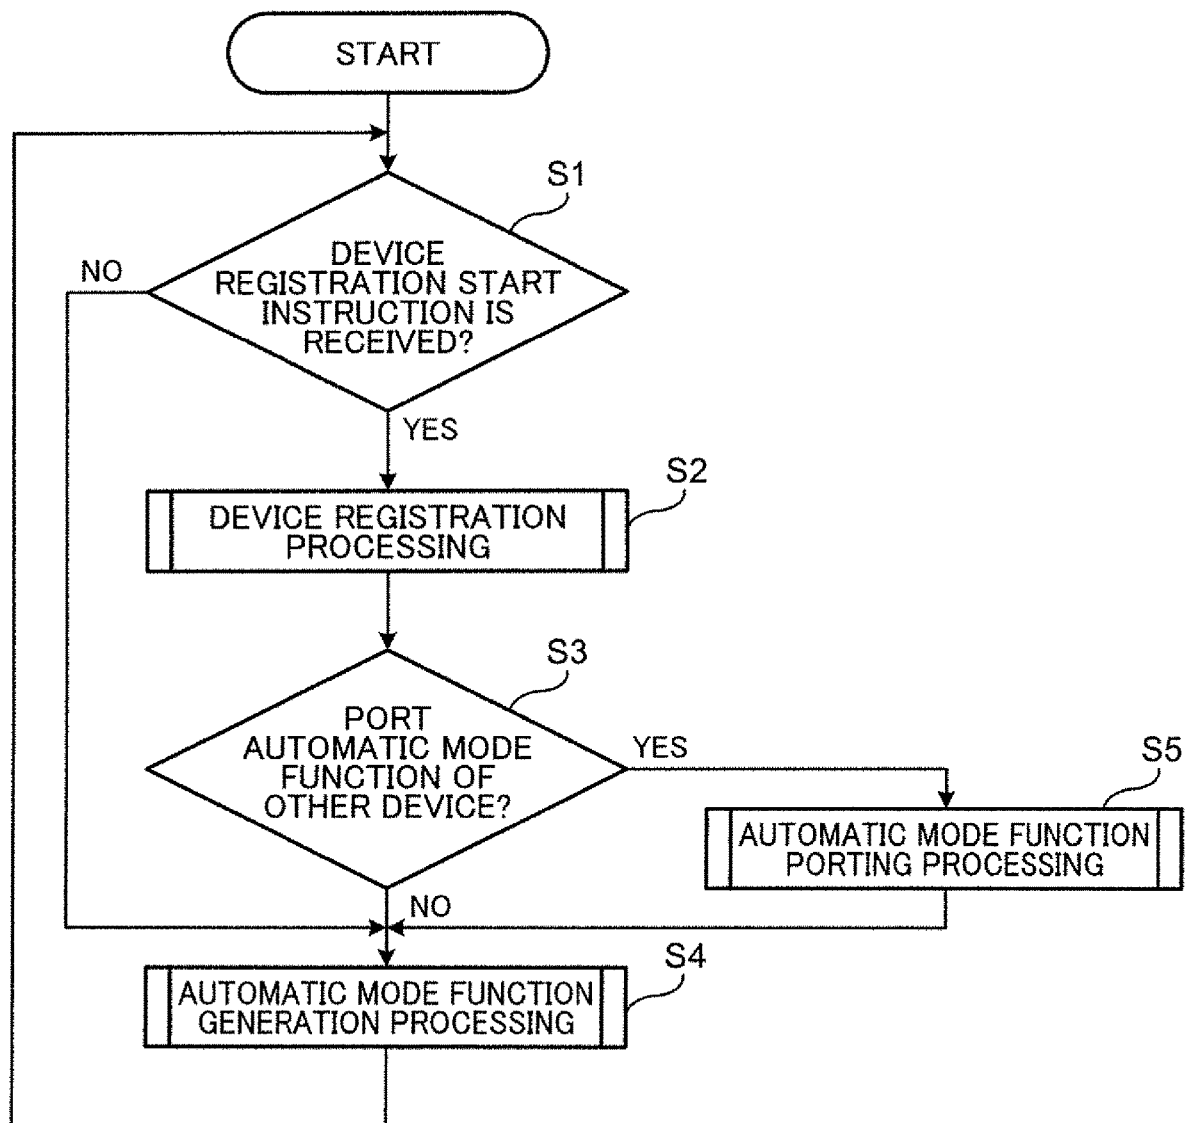 START
S1
DEVICE
REGISTRATION START
INSTRUCTION IS
RECEIVED?
NO
YES
S2
DEVICE REGISTRATION
PROCESSING
S3
PORT
AUTOMATIC MODE
FUNCTION OF
OTHER DEVICE?
YES
S5
AUTOMATIC MODE FUNCTION
PORTING PROCESSING
NO
S4
AUTOMATIC MODE FUNCTION
GENERATION PROCESSING